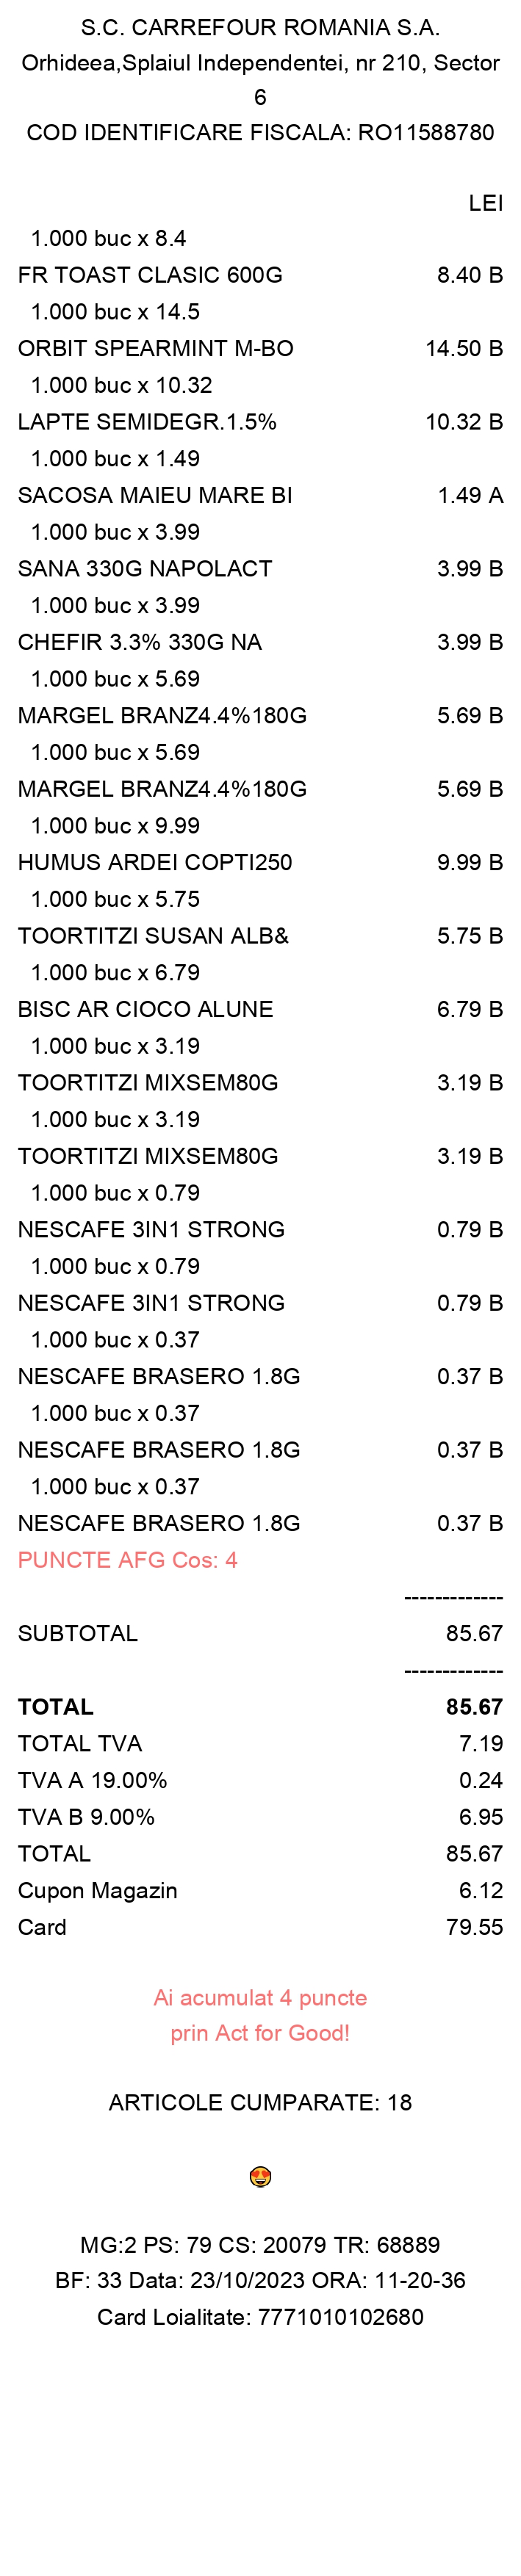 S.C. CARREFOUR ROMANIA S.A.
Orhideea,Splaiul Independentei, nr 210, Sector
6
COD IDENTIFICARE FISCALA: RO11588780
LEI
1.000 buc x 8.4
FR TOAST CLASIC 600G 8.40 B
1.000 buc x 14.5
ORBIT SPEARMINT M-BO 14.50 B
1.000 buc x 10.32
LAPTE SEMIDEGR.1.5% 10.32 B
1.000 buc x 1.49
SACOSA MAIEU MARE BI 1.49 A
1.000 buc x 3.99
SANA 330G NAPOLACT 3.99 B
1.000 buc x 3.99
CHEFIR 3.3% 330G NA 3.99 B
1.000 buc x 5.69
MARGEL BRANZ4.4%180G 5.69 B
1.000 buc x 5.69
MARGEL BRANZ4.4%180G 5.69 B
1.000 buc x 9.99
HUMUS ARDEI COPTI250 9.99 B
1.000 buc x 5.75
TOORTITZI SUSAN ALB& 5.75 B
1.000 buc x 6.79
BISC AR CIOCO ALUNE 6.79 B
1.000 buc x 3.19
TOORTITZI MIXSEM80G 3.19 B
1.000 buc x 3.19
TOORTITZI MIXSEM80G 3.19 B
1.000 buc x 0.79
NESCAFE 3IN1 STRONG 0.79 B
1.000 buc x 0.79
NESCAFE 3IN1 STRONG 0.79 B
1.000 buc x 0.37
NESCAFE BRASERO 1.8G 0.37 B
1.000 buc x 0.37
NESCAFE BRASERO 1.8G 0.37 B
1.000 buc x 0.37
NESCAFE BRASERO 1.8G 0.37 B
PUNCTE AFG Cos: 4
-------------
SUBTOTAL 85.67
-------------
TOTAL 85.67
TOTAL TVA 7.19
TVA A 19.00% 0.24
TVA B 9.00% 6.95
TOTAL 85.67
Cupon Magazin 6.12
Card 79.55
Ai acumulat 4 puncte
prin Act for Good!
ARTICOLE CUMPARATE: 18
😍
MG:2 PS: 79 CS: 20079 TR: 68889
BF: 33 Data: 23/10/2023 ORA: 11-20-36
Card Loialitate: 7771010102680